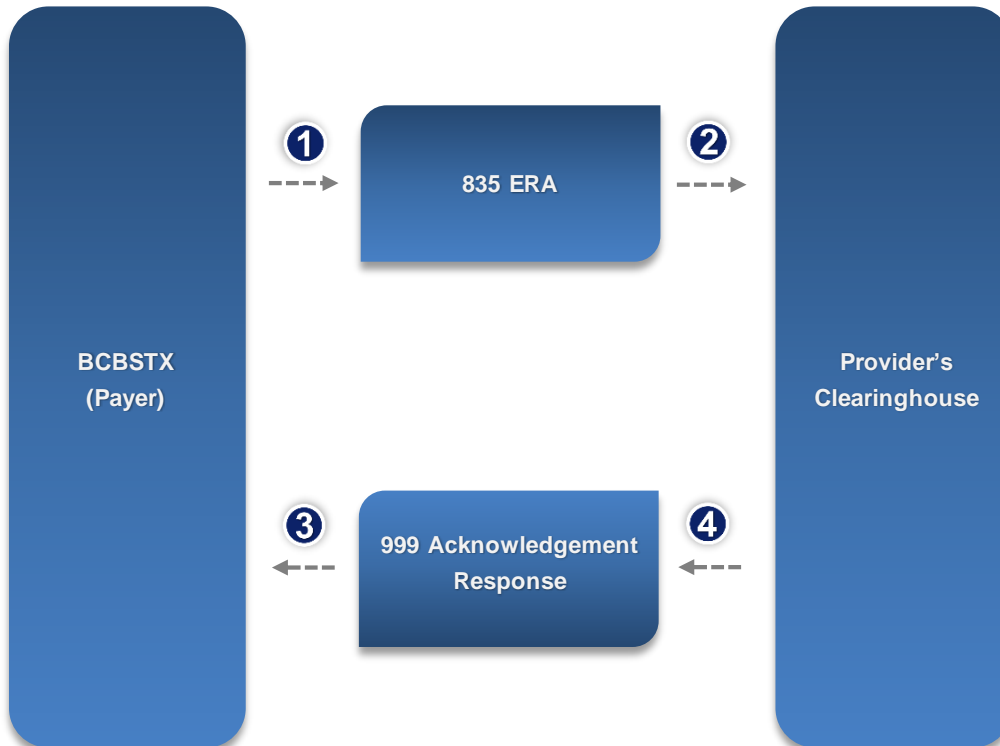 1
2
835 ERA
BCBSTX
(Payer)
Provider's
Clearinghouse
3
4
999 Acknowledgement
Response